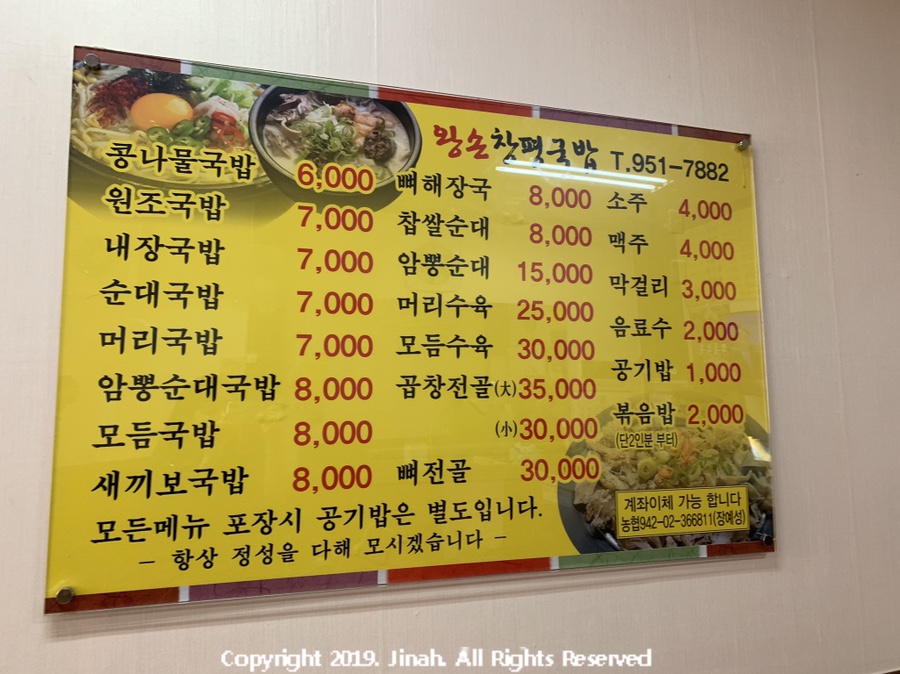 왕손창평국밥 T.951-7882
콩나물국밥 6,000
원조국밥 7,000
내장국밥 7,000
순대국밥 7,000
머리국밥 7,000
암뽕순대국밥 8,000
모듬국밥 8,000
새끼보국밥 8,000
뼈해장국 8,000
찹쌀순대 8,000
암뽕순대 15,000
머리수육 25,000
모듬수육 30,000
곱창전골(大) 35,000
(小) 30,000
뼈전골 30,000
소주 4,000
맥주 4,000
막걸리 3,000
음료수 2,000
공기밥 1,000
볶음밥 2,000
(단2인분 부터)
계좌이체 가능 합니다
농협942-02-366811(장예성)
모든메뉴 포장시 공기밥은 별도입니다.
- 항상 정성을 다해 모시겠습니다 -
Copyright 2019. Jinah. All Rights Reserved